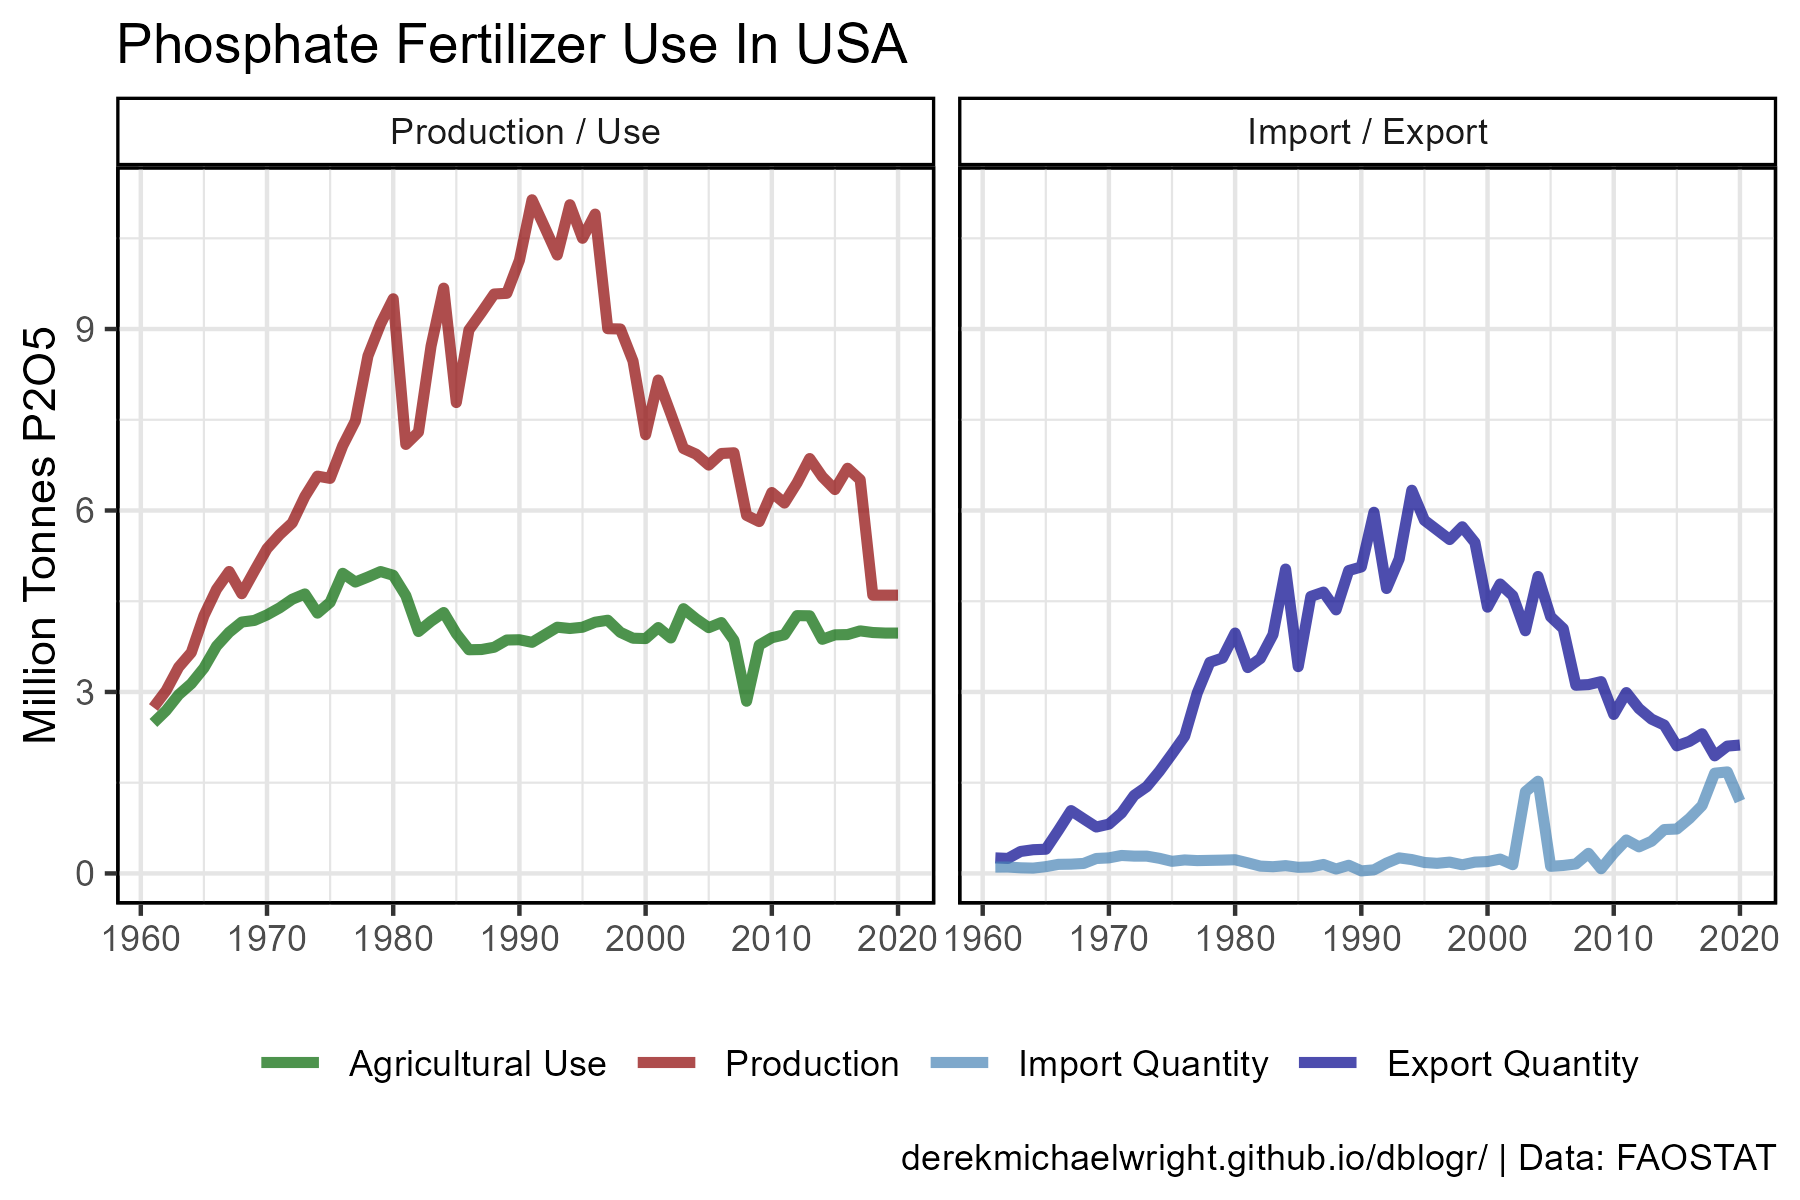 Phosphate Fertilizer Use In USA
Production / Use
Import / Export
Million Tonnes P2O5
9
6
3
0
1960 1970 1980 1990 2000 2010 2020
1960 1970 1980 1990 2000 2010 2020
Agricultural Use Production Import Quantity Export Quantity
derekmichaelwright.github.io/dblogr/ | Data: FAOSTAT